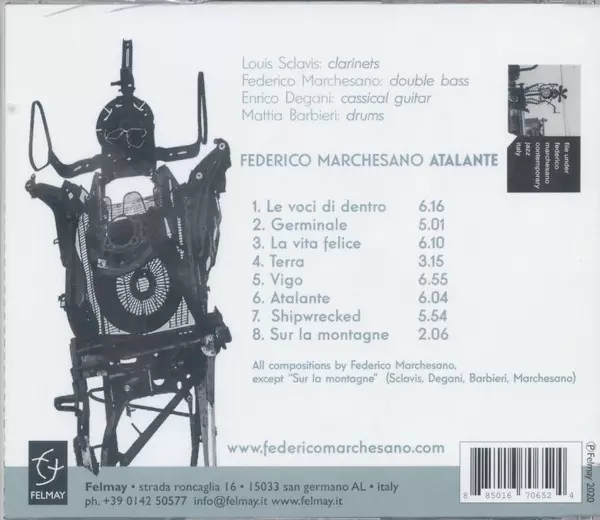 Louis Sclavis: clarinets
Federico Marchesano: double bass
Enrico Degani: cassical guitar
Mattia Barbieri: drums
FEDERICO MARCHESANO ATALANTE
1. Le voci di dentro 6.16
2. Germinale 5.01
3. La vita felice 6.10
4. Terra 3.15
5. Vigo 6.55
6. Atalante 6.04
7. Shipwrecked 5.54
8. Sur la montagne 2.06
All compositions by Federico Marchesano,
except "Sur la montagne" (Sclavis, Degani, Barbieri, Marchesano)
file under
federico
marchesano
contemporary
jazz
italy
www.federicomarchesano.com
FELMAY
Felmay • strada roncaglia 16 • 15033 san germano AL • italy
ph. +39 0142 50577 info@felmay.it www.felmay.it
8 85016 70652 4
℗ Felmay 2020